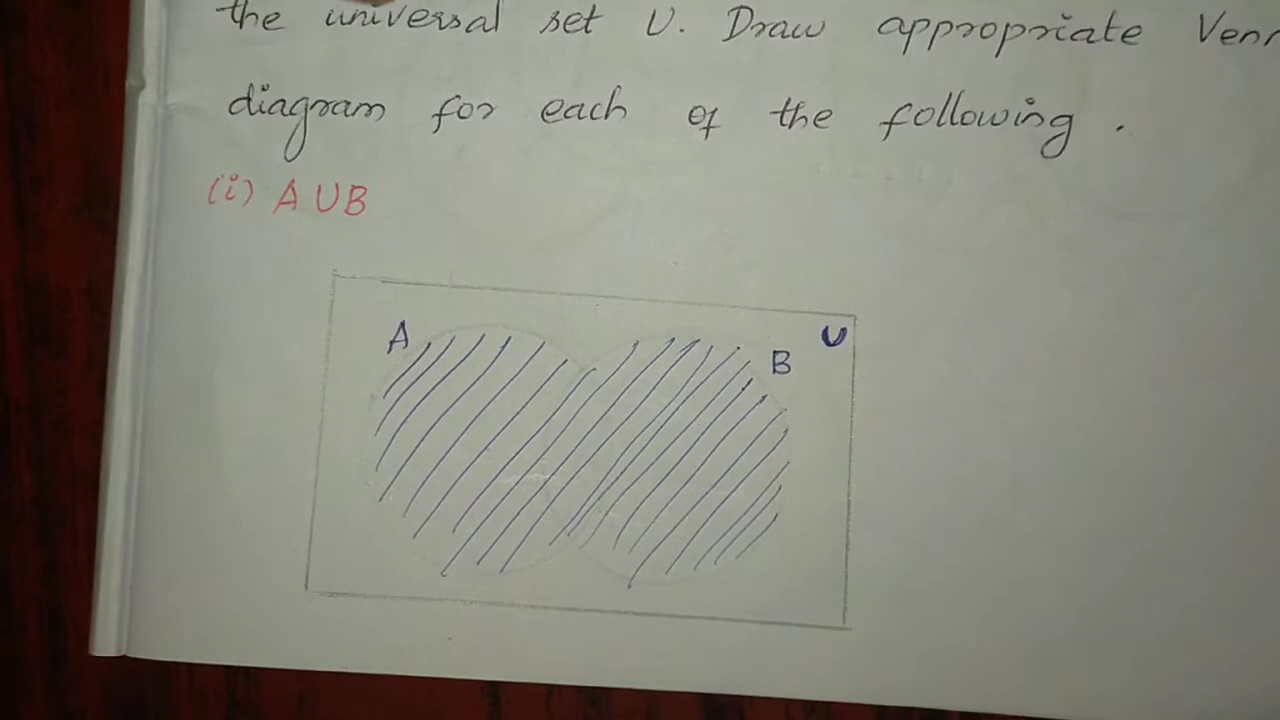 the universal set U. Draw appropriate Venn
diagram for each of the following.
(i) A∪B
A
U
B